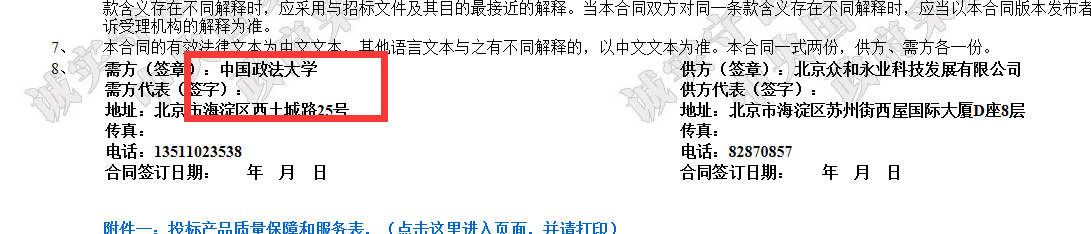 款含义存在不同解释时，应采用与招标文件及其目的最接近的解释。当本合同双方对同一条款含义存在不同解释时，应当以本合同版本发布者
诉受理机构的解释为准。
7、 本合同的有效法律文本为中文文本，其他语言文本与之有不同解释的，以中文文本为准。本合同一式两份，供方、需方各一份。
8、 需方（签章）：中国政法大学 供方（签章）：北京众和永业科技发展有限公司
需方代表（签字）： 供方代表（签字）：
地址：北京市海淀区西土城路25号 地址：北京市海淀区苏州街西屋国际大厦D座8层
传真： 传真：
电话：13511023538 电话：82870857
合同签订日期： 年 月 日 合同签订日期： 年 月 日
附件一：投标产品质量保障和服务表．（点击这里进入页面，并请打印）